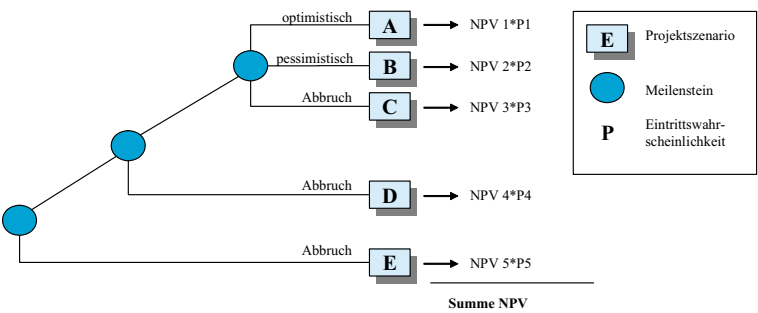 optimistisch A NPV 1*P1
pessimistisch B NPV 2*P2
Abbruch C NPV 3*P3
Abbruch D NPV 4*P4
Abbruch E NPV 5*P5
Summe NPV
E Projektszenario
Meilenstein
P Eintrittswahr-
scheinlichkeit